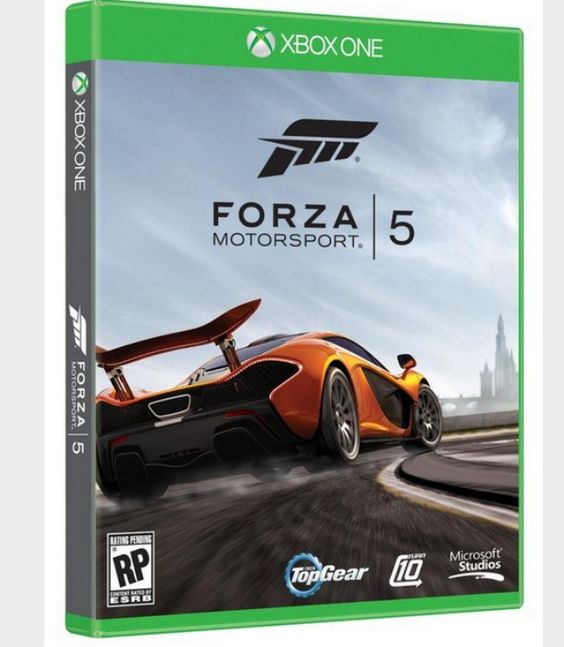 XBOX ONE
FORZA
MOTORSPORT®
5
XBOX ONE
FORZA
MOTORSPORT®
5
RATING PENDING
RP
CONTENT RATED BY
ESRB
TopGear
TURN
10
Microsoft®
Studios